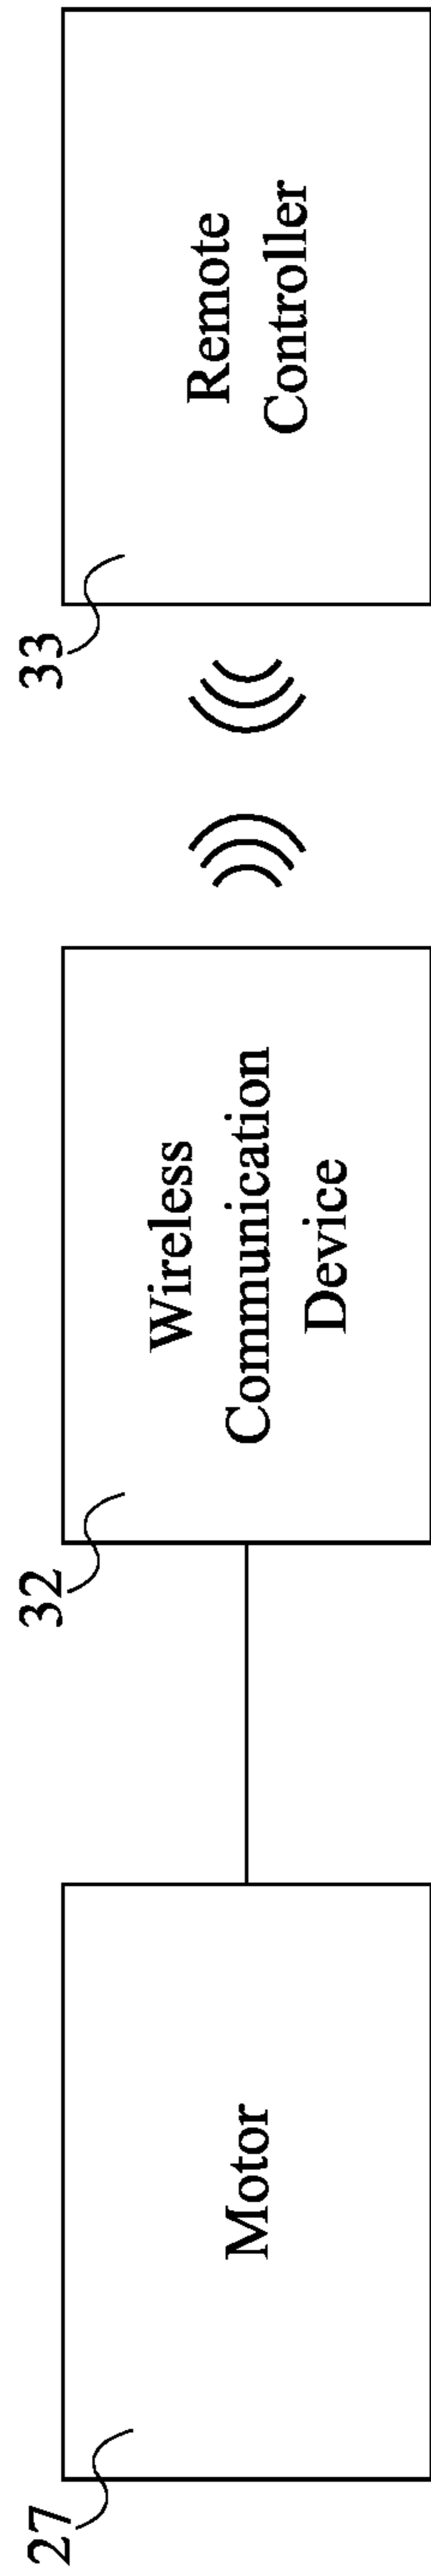 27
Motor
32
Wireless
Communication
Device
33
Remote
Controller